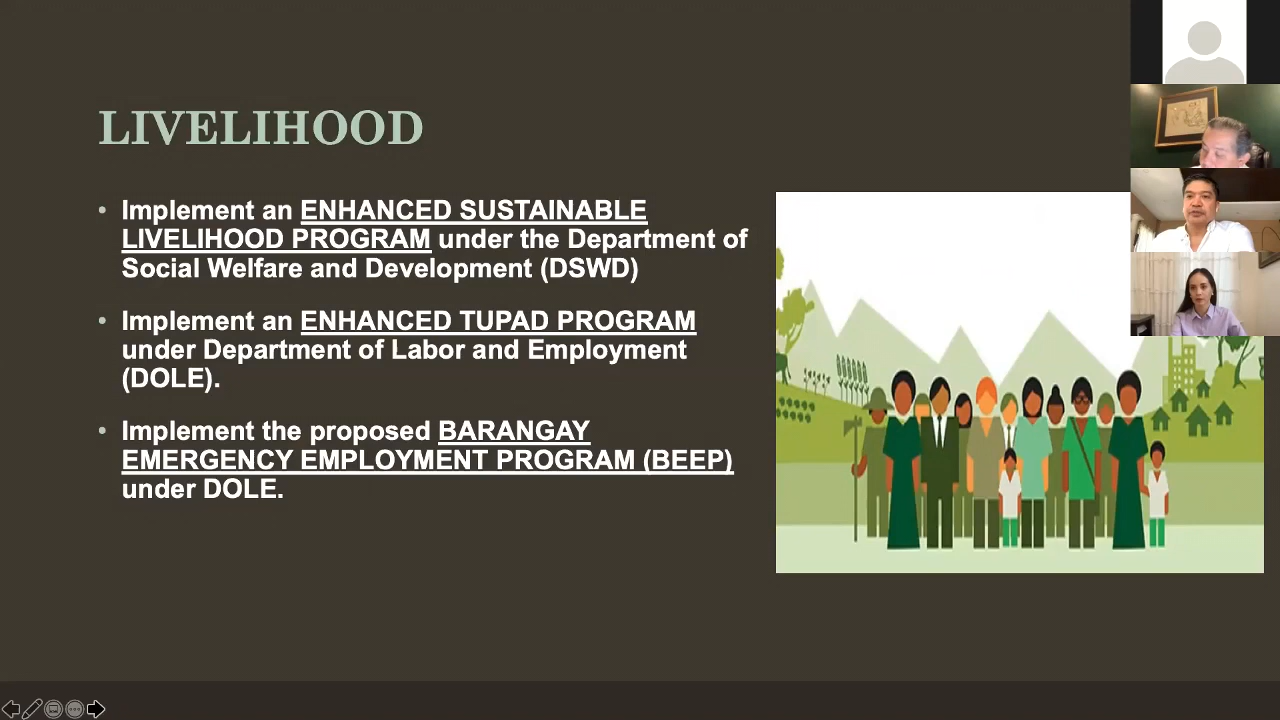 LIVELIHOOD
• Implement an ENHANCED SUSTAINABLE
LIVELIHOOD PROGRAM under the Department of
Social Welfare and Development (DSWD)
• Implement an ENHANCED TUPAD PROGRAM
under Department of Labor and Employment
(DOLE).
• Implement the proposed BARANGAY
EMERGENCY EMPLOYMENT PROGRAM (BEEP)
under DOLE.